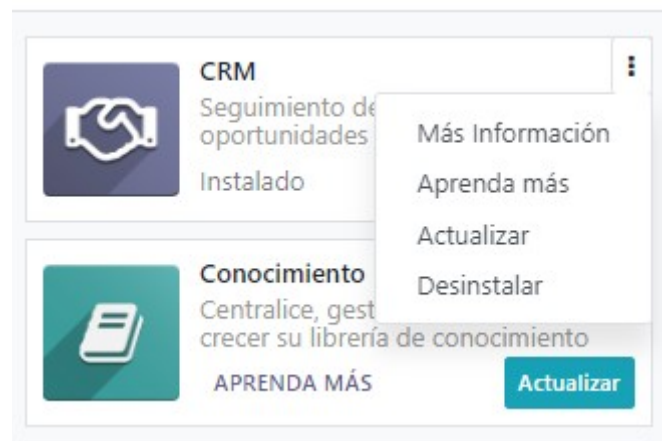 CRM
Seguimiento de
oportunidades
Instalado
Más Información
Aprenda más
Actualizar
Desinstalar
Conocimiento
Centralice, gest
crecer su librería de conocimiento
APRENDA MÁS
Actualizar